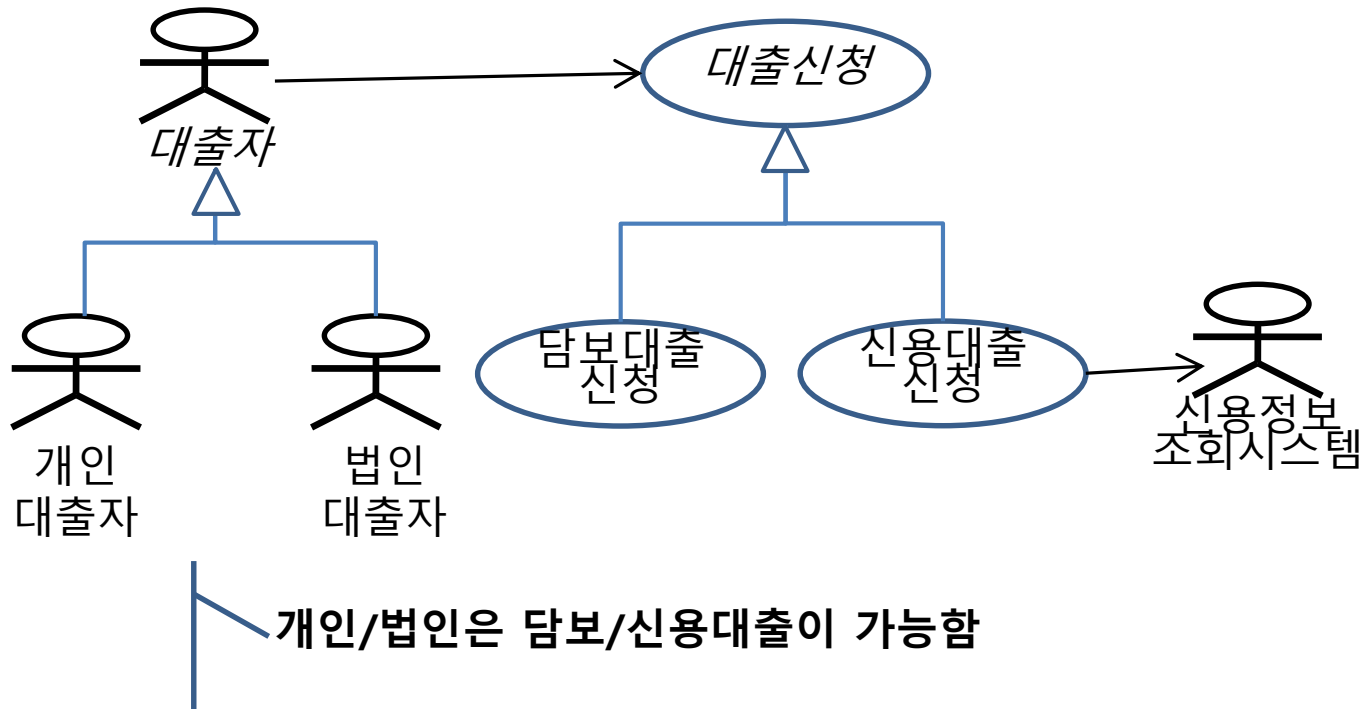 대출신청
대출자
담보대출
신청
신용대출
신청
신용정보
조회시스템
개인
대출자
법인
대출자
개인/법인은 담보/신용대출이 가능함